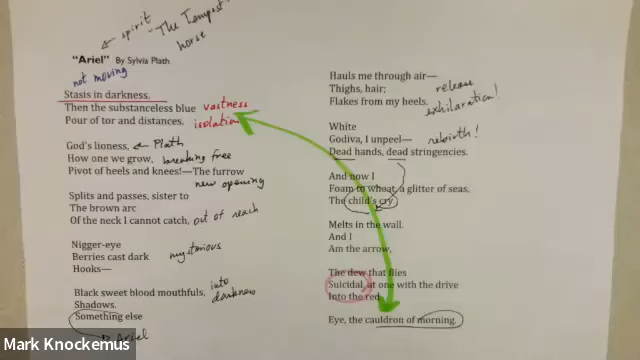 ← spirit - "The Tempest"
horse
"Ariel" By Sylvia Plath
not moving
Stasis in darkness.
Then the substanceless blue vastness
Pour of tor and distances. isolation
God's lioness, ← Plath
How one we grow, breaking free
Pivot of heels and knees!—The furrow
new opening
Splits and passes, sister to
The brown arc
Of the neck I cannot catch, out of reach
Nigger-eye
Berries cast dark mysterious
Hooks—
Black sweet blood mouthfuls, into
darkness
Shadows.
Something else
Ariel
Hauls me through air—
Thighs, hair; release
Flakes from my heels. exhilaration!
White
Godiva, I unpeel— rebirth!
Dead hands, dead stringencies.
And now I
Foam to wheat, a glitter of seas.
The child's cry
Melts in the wall.
And I
Am the arrow,
The dew that flies
Suicidal, at one with the drive
Into the red
Eye, the cauldron of morning.
Mark Knockemus